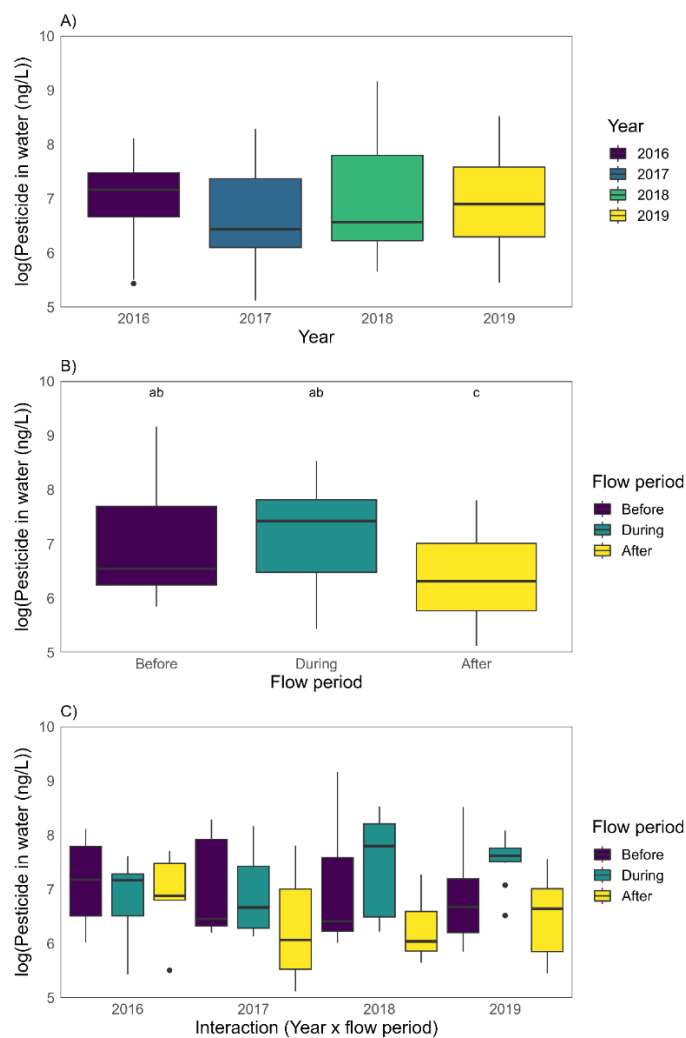 A)
log(Pesticide in water (ng/L))
10
9
8
7
6
5
2016 2017 2018 2019
Year
Year
2016
2017
2018
2019
B)
log(Pesticide in water (ng/L))
10
9
8
7
6
5
ab ab c
Before During After
Flow period
Flow period
Before
During
After
C)
log(Pesticide in water (ng/L))
10
9
8
7
6
5
2016 2017 2018 2019
Interaction (Year x flow period)
Flow period
Before
During
After